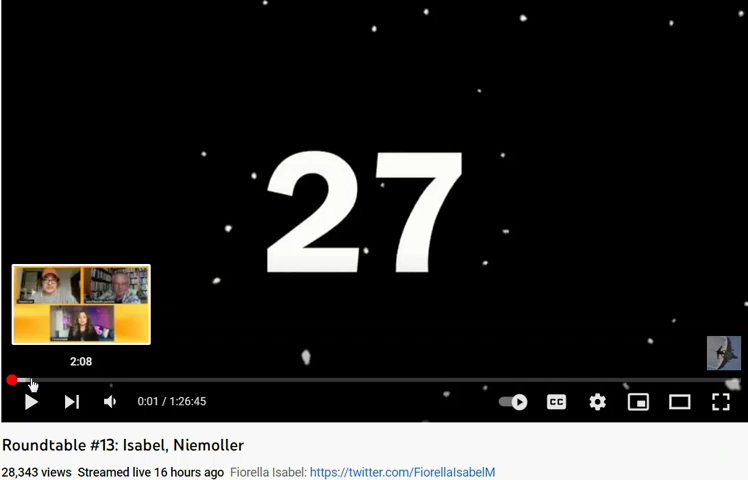 27
2:08
0:01 / 1:26:45
CC
Roundtable #13: Isabel, Niemoller
28,343 views Streamed live 16 hours ago Fiorella Isabel: https://twitter.com/FiorellaIsabelM